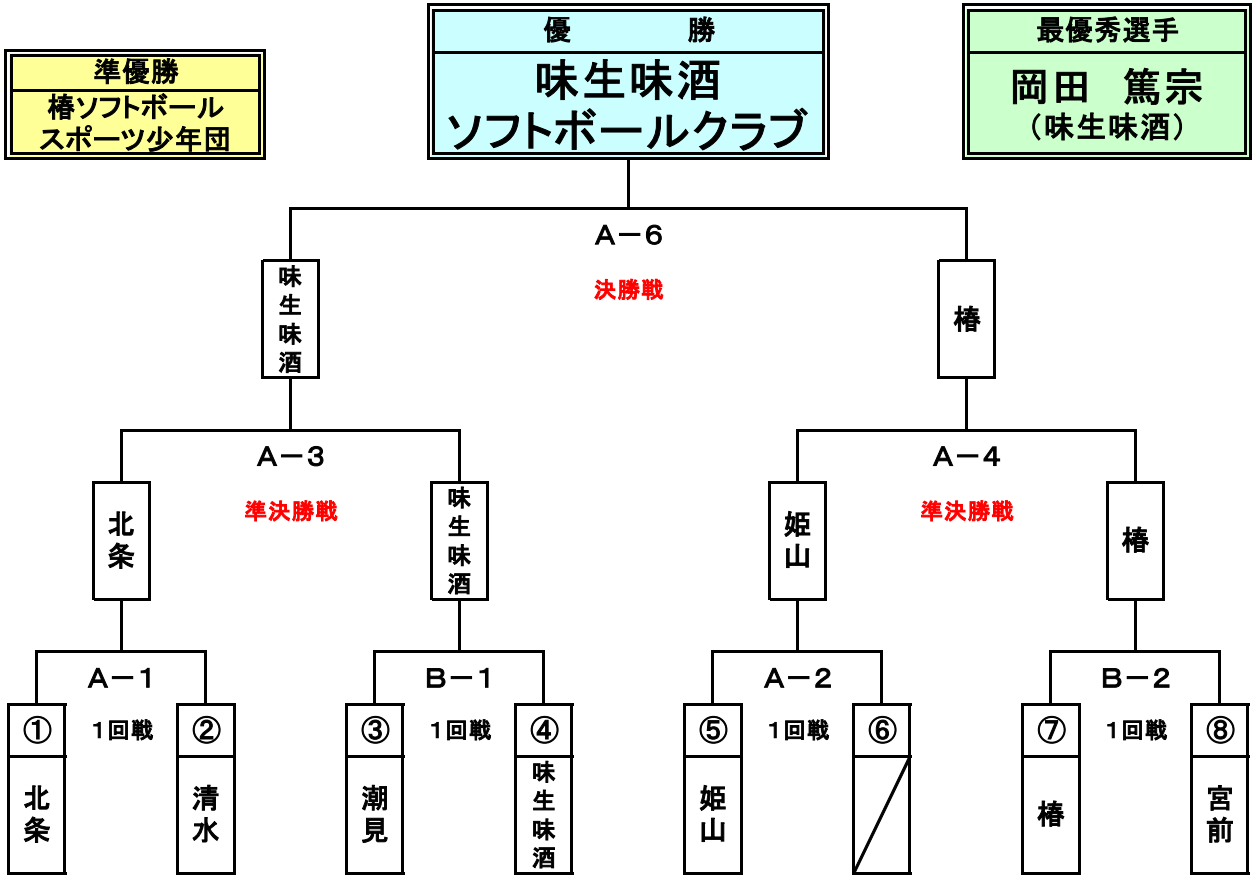 優　　　勝
味生味酒
ソフトボールクラブ
最優秀選手
岡田　篤宗
（味生味酒）
準優勝
椿ソフトボール
スポーツ少年団
A－6
決勝戦
味生味酒
椿
A－3
準決勝戦
A－4
準決勝戦
北条
味生味酒
姫山
椿
A－1
1回戦
B－1
1回戦
A－2
1回戦
B－2
1回戦
①
北条
②
清水
③
潮見
④
味生味酒
⑤
姫山
⑥
⑦
椿
⑧
宮前